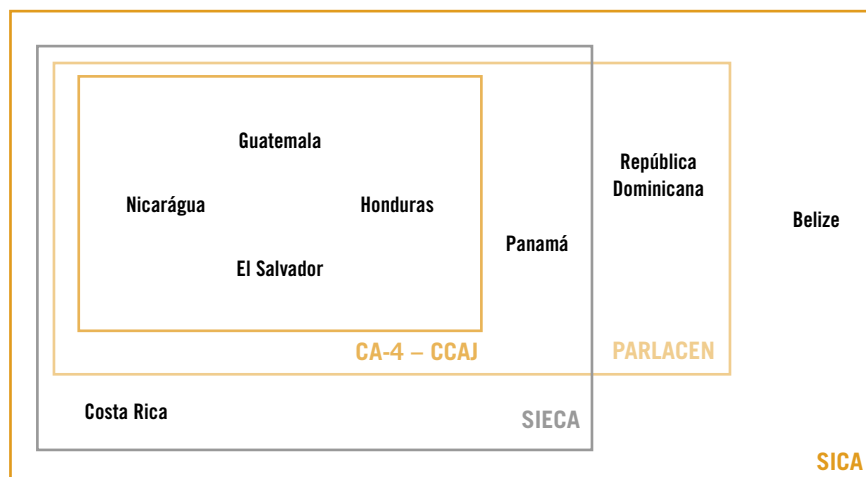 Guatemala
República
Dominicana
Nicarágua
Honduras
Belize
Panamá
El Salvador
CA-4 – CCAJ
PARLACEN
Costa Rica
SIECA
SICA